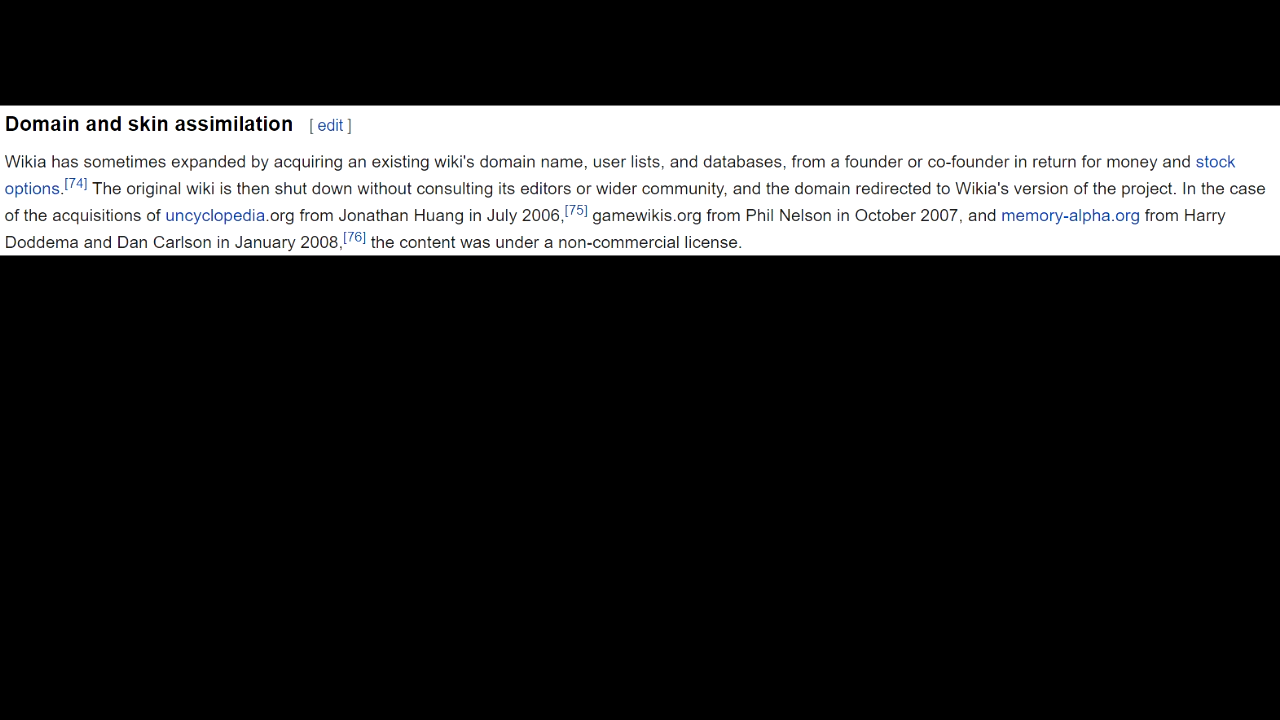 Domain and skin assimilation [ edit ]
Wikia has sometimes expanded by acquiring an existing wiki's domain name, user lists, and databases, from a founder or co-founder in return for money and stock
options.[74] The original wiki is then shut down without consulting its editors or wider community, and the domain redirected to Wikia's version of the project. In the case
of the acquisitions of uncyclopedia.org from Jonathan Huang in July 2006,[75] gamewikis.org from Phil Nelson in October 2007, and memory-alpha.org from Harry
Doddema and Dan Carlson in January 2008,[76] the content was under a non-commercial license.